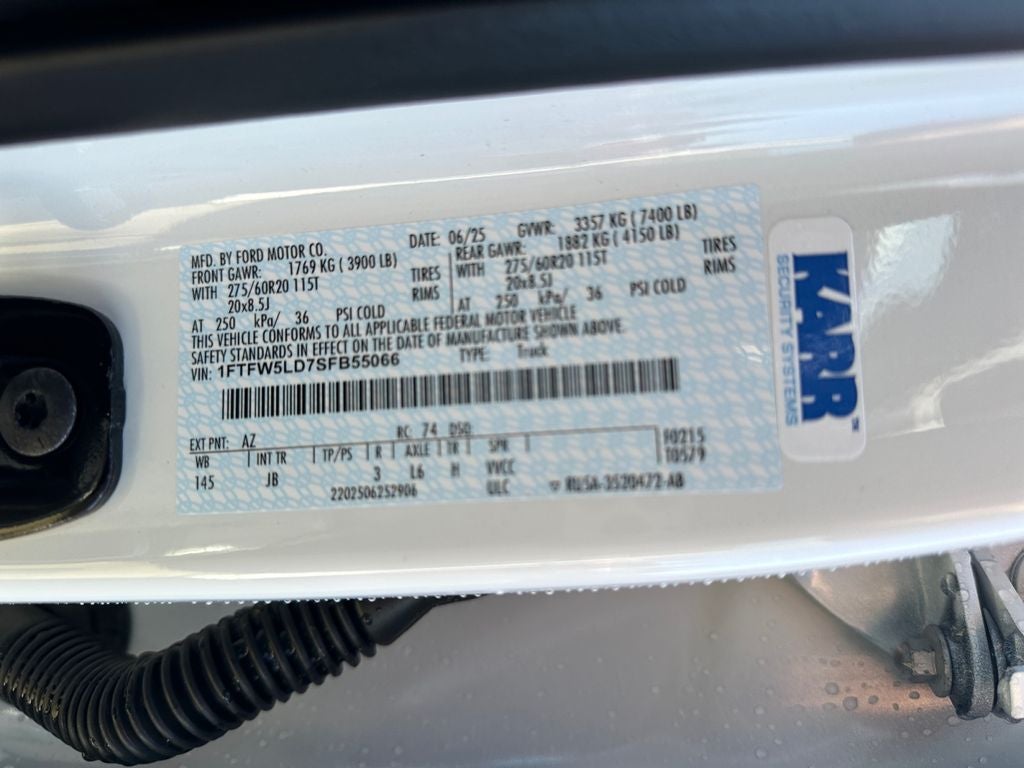 MFD. BY FORD MOTOR CO.
DATE: 06/25 GVWR: 3357 KG ( 7400 LB)
FRONT GAWR: 1769 KG ( 3900 LB)
REAR GAWR: 1882 KG ( 4150 LB)
WITH 275/60R20 115T TIRES
WITH 275/60R20 115T TIRES
20x8.5J RIMS
20x8.5J RIMS
AT 250 kPa/ 36 PSI COLD
AT 250 kPa/ 36 PSI COLD
THIS VEHICLE CONFORMS TO ALL APPLICABLE FEDERAL MOTOR VEHICLE
SAFETY STANDARDS IN EFFECT ON THE DATE OF MANUFACTURE SHOWN ABOVE.
VIN: 1FTFW5LD7SFB55066 TYPE: Truck
EXT PNT: AZ RC: 74 DSO:
WB INT TR TP/PS R AXLE TR SPR
145 JB 3 L6 H VVCC
2202506252906 ULC
F0215
T0579
RU5A-3520472-AB
KARR™
SECURITY SYSTEMS